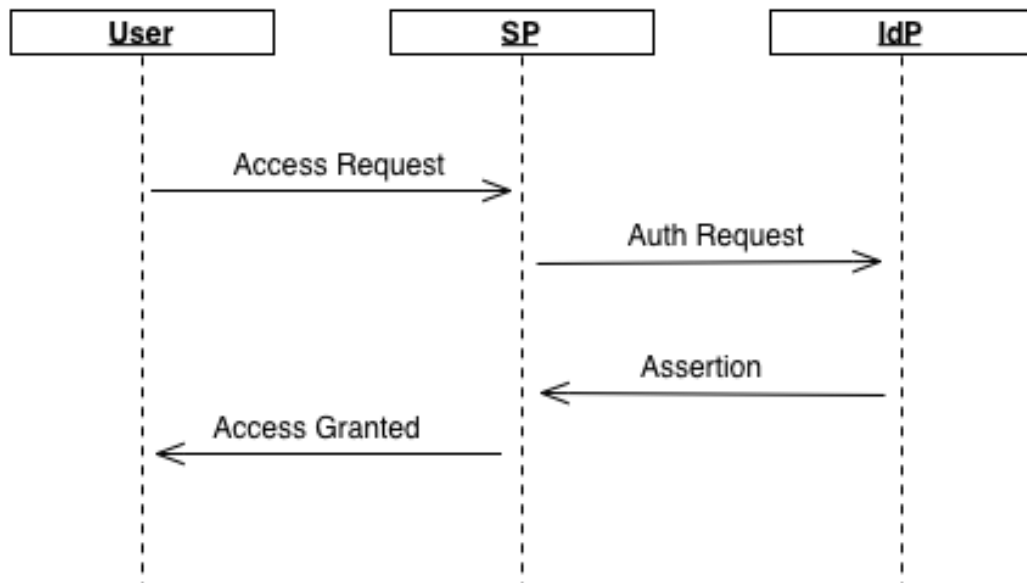 User
SP
IdP
Access Request
Auth Request
Assertion
Access Granted